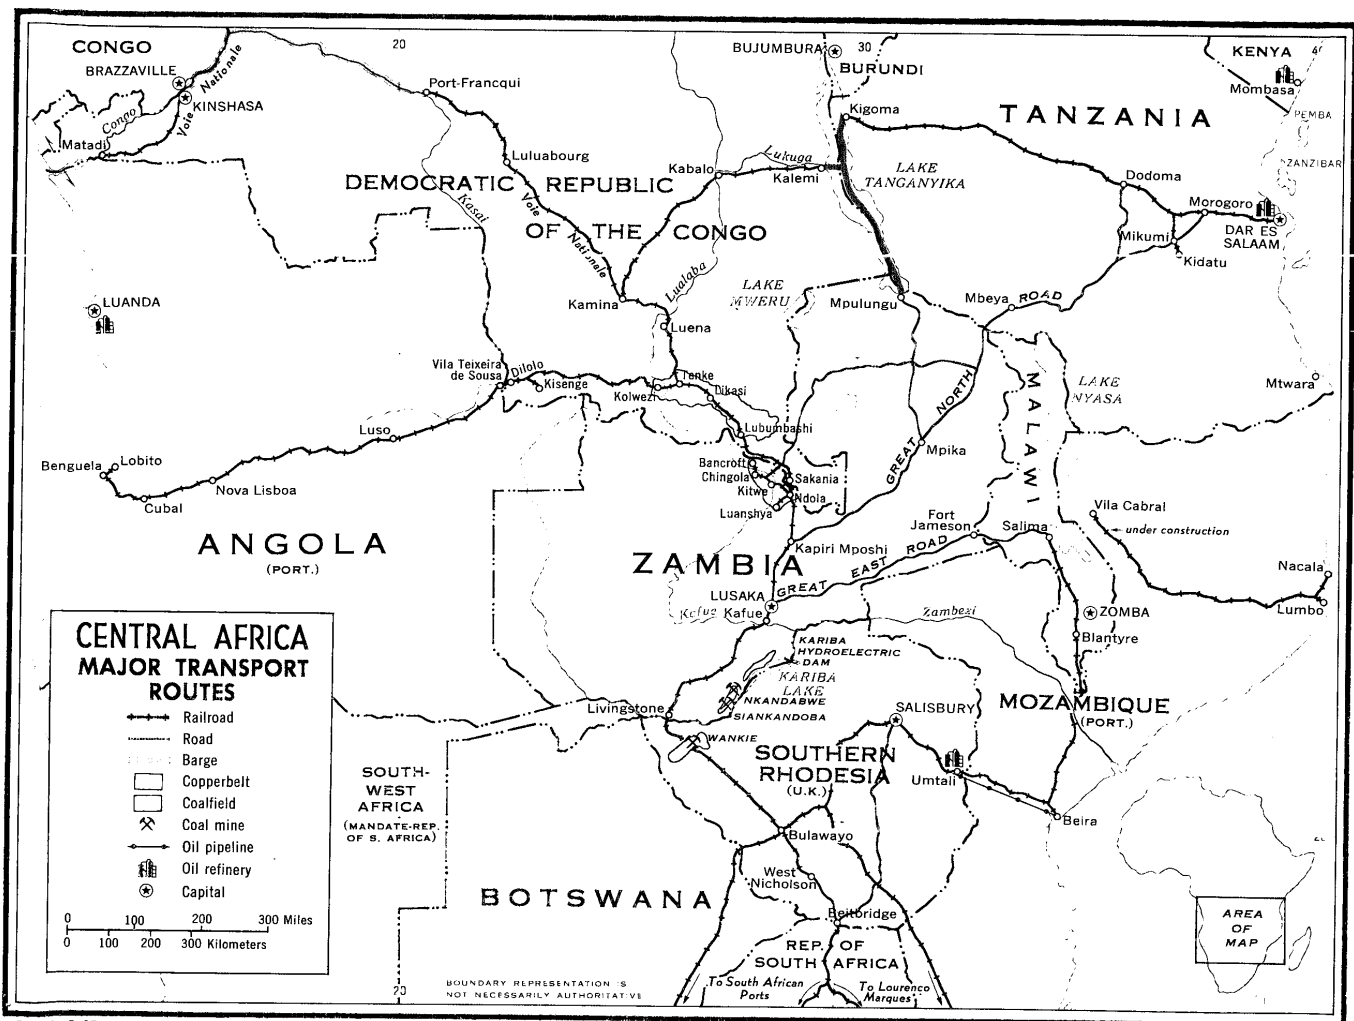 CONGO
20
BUJUMBURA
30
KENYA
BRAZZAVILLE
Voie Nationale
BURUNDI
Mombasa
KINSHASA
Port-Francqui
Kigoma
TANZANIA
PEMBA
Congo
Matadi
Luluabourg
Kabalo
Lukuga
Kalemi
LAKE
TANGANYIKA
ZANZIBAR
Dodoma
DEMOCRATIC REPUBLIC
OF THE CONGO
Kasai
Voie Nationale
Morogoro
DAR ES
SALAAM
Mikumi
Kidatu
LUANDA
Kamina
Lualaba
LAKE
MWERU
Mpulungu
Mbeya
ROAD
Luena
Vila Teixeira
de Sousa
Dilolo
Kisenge
Kolwezi
Tenke
Likasi
Lubumbashi
MALAWI
LAKE
NYASA
Mtwara
Luso
Benguela
Lobito
Nova Lisboa
Cubal
Bancroft
Chingola
Kitwe
Luanshya
Sakania
Ndola
GREAT NORTH
Mpika
Fort
Jameson
Salima
Vila Cabral
under construction
ANGOLA
(PORT.)
ZAMBIA
Kapiri Mposhi
GREAT EAST ROAD
Nacala
Lumbo
LUSAKA
Kafue
Kafue
Zambezi
ZOMBA
Blantyre
KARIBA
HYDROELECTRIC
DAM
KARIBA
LAKE
NKANDABWE
SIANKANDOBA
Livingstone
WANKIE
SALISBURY
MOZAMBIQUE
(PORT.)
SOUTHERN
RHODESIA
(U.K.)
Umtali
Beira
SOUTH-
WEST
AFRICA
(MANDATE-REP.
OF S. AFRICA)
Bulawayo
West
Nicholson
Beitbridge
BOTSWANA
REP. OF
SOUTH AFRICA
To South African
Ports
To Lourenco
Marques
CENTRAL AFRICA
MAJOR TRANSPORT
ROUTES
Railroad
Road
Barge
Copperbelt
Coalfield
Coal mine
Oil pipeline
Oil refinery
Capital
0 100 200 300 Miles
0 100 200 300 Kilometers
20
BOUNDARY REPRESENTATION IS
NOT NECESSARILY AUTHORITATIVE
AREA
OF
MAP